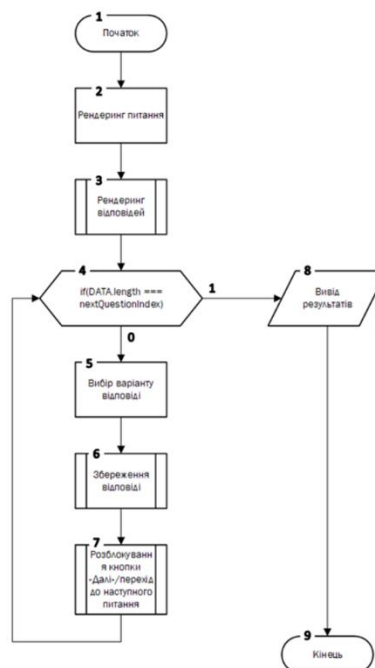 1
Початок
2
Рендеринг питання
3
Рендеринг
відповідей
4
if(DATA.length ===
nextQuestionIndex)
1
8
Вивід
результатів
0
5
Вибір варіанту
відповіді
6
Збереження
відповіді
7
Розблокуванн
я кнопки
-Далі-/перехід
до наступного
питання
9
Кінець